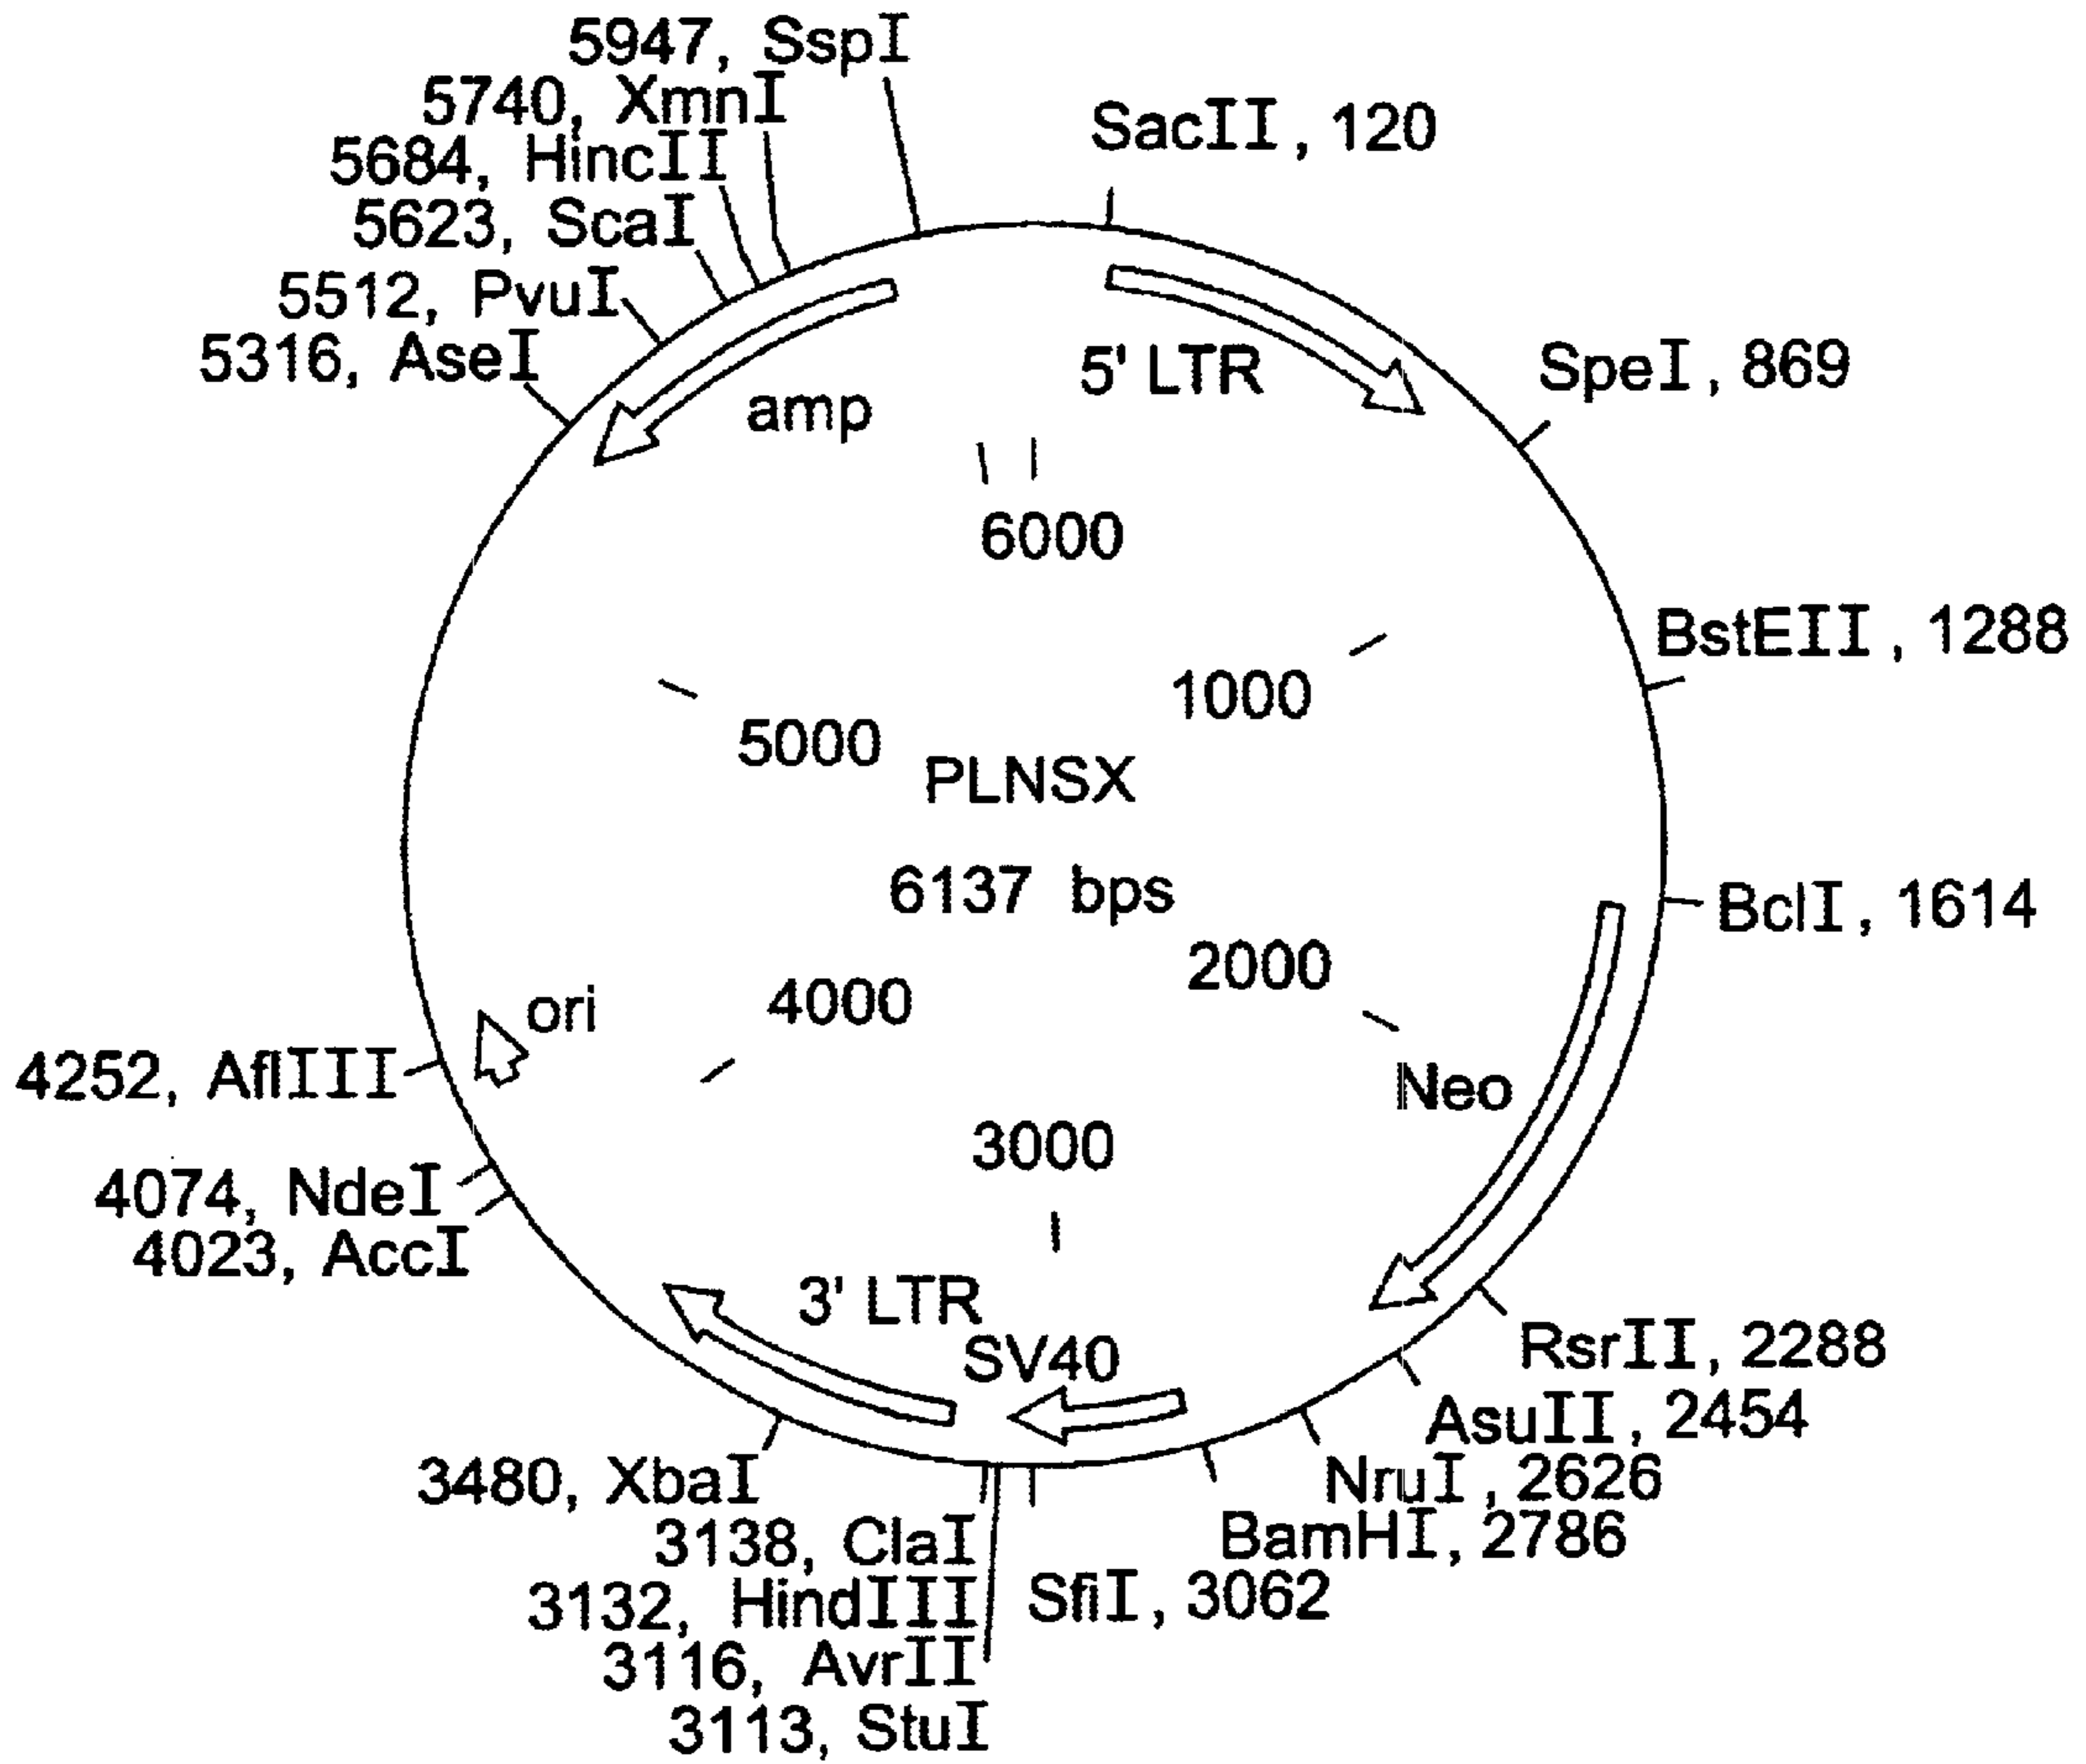 5947, SspI
5740, XmnI
5684, HincII
5623, ScaI
5512, PvuI
5316, AseI
SacII, 120
SpeI, 869
BstEII, 1288
BclI, 1614
5' LTR
amp
6000
1000
5000
PLNSX
6137 bps
2000
4000
ori
Neo
3000
4252, AflIII
4074, NdeI
4023, AccI
3' LTR
SV40
RsrII, 2288
AsuII, 2454
NruI, 2626
BamHI, 2786
SfiI, 3062
3480, XbaI
3138, ClaI
3132, HindIII
3116, AvrII
3113, StuI